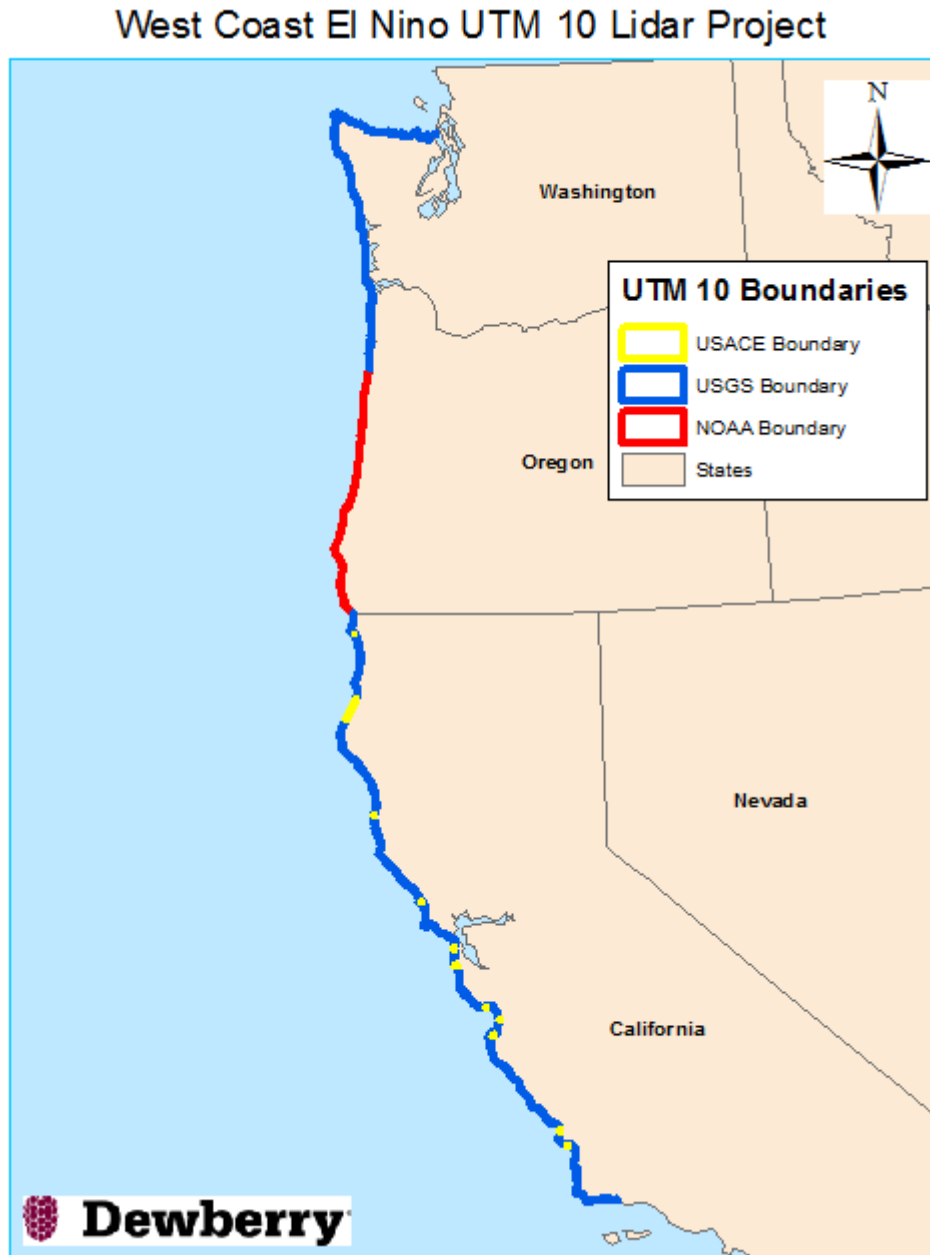 West Coast El Nino UTM 10 Lidar Project
N
Washington
UTM 10 Boundaries
USACE Boundary
USGS Boundary
NOAA Boundary
States
Oregon
Nevada
California
Dewberry